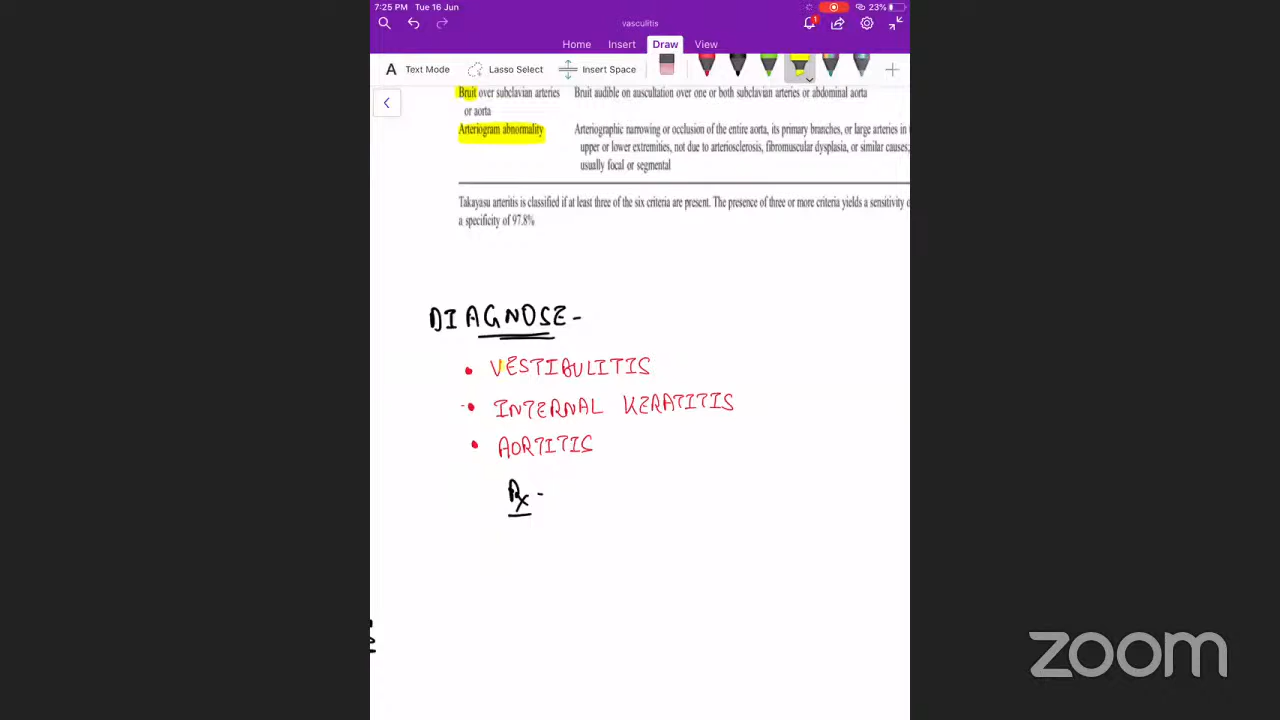 7:25 PM Tue 16 Jun
23%
vasculitis
Home Insert Draw View
A Text Mode Lasso Select Insert Space
Bruit over subclavian arteries Bruit audible on auscultation over one or both subclavian arteries or abdominal aorta
or aorta
Arteriogram abnormality Arteriographic narrowing or occlusion of the entire aorta, its primary branches, or large arteries in
upper or lower extremities, not due to arteriosclerosis, fibromuscular dysplasia, or similar causes;
usually focal or segmental
Takayasu arteritis is classified if at least three of the six criteria are present. The presence of three or more criteria yields a sensitivity
a specificity of 97.8%
DIAGNOSE-
• VESTIBULITIS
• INTERNAL KERATITIS
• AORTITIS
Rx -
zoom